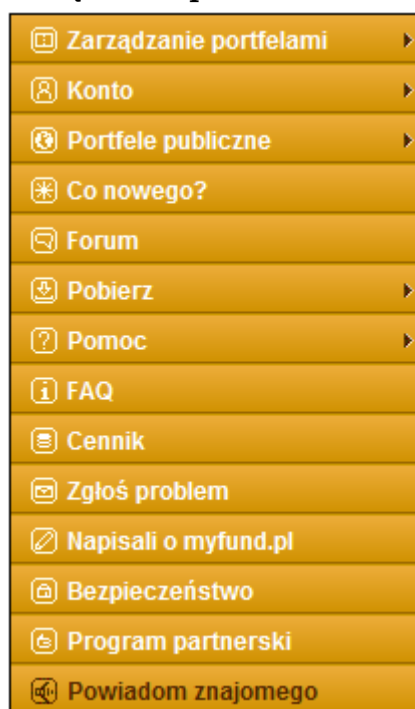 Zarządzanie portfelami
Konto
Portfele publiczne
Co nowego?
Forum
Pobierz
Pomoc
FAQ
Cennik
Zgłoś problem
Napisali o myfund.pl
Bezpieczeństwo
Program partnerski
Powiadom znajomego